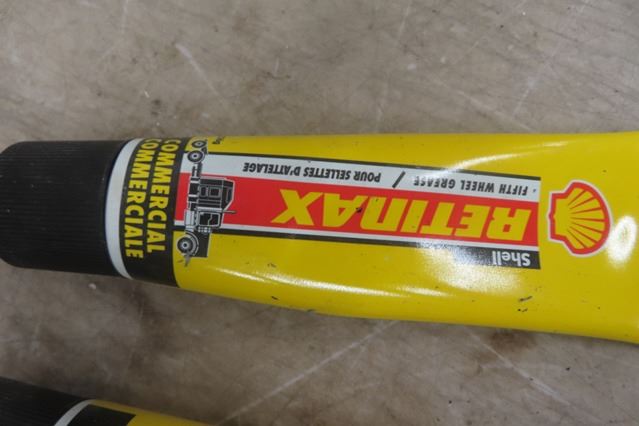 Shell
RETINAX
FIFTH WHEEL GREASE / POUR SELLETTES D'ATTELAGE
COMMERCIAL
COMMERCIALE